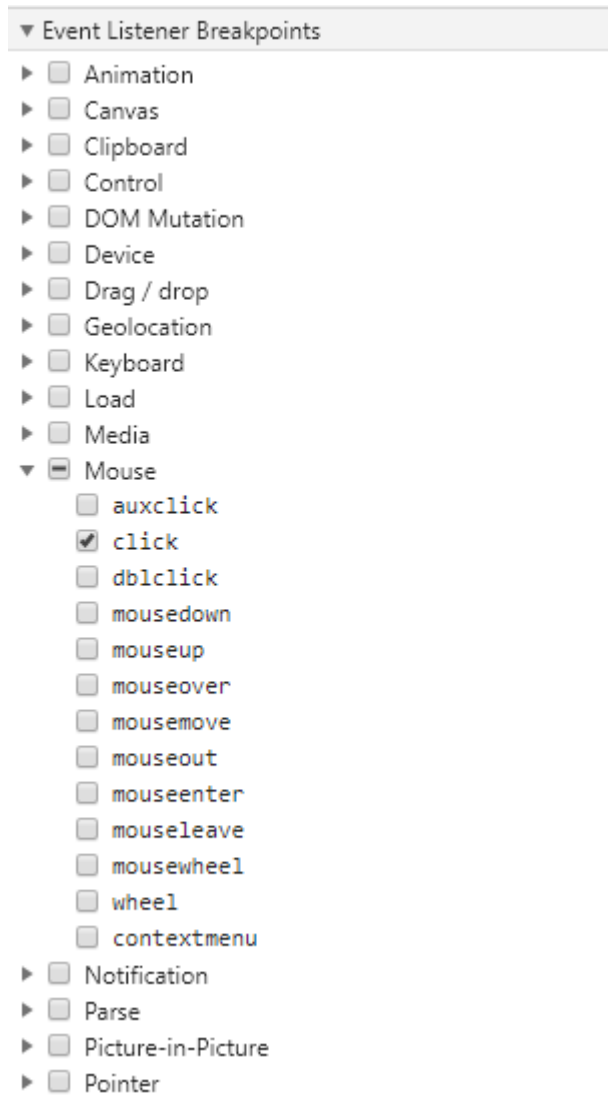 Event Listener Breakpoints
Animation
Canvas
Clipboard
Control
DOM Mutation
Device
Drag / drop
Geolocation
Keyboard
Load
Media
Mouse
auxclick
click
dblclick
mousedown
mouseup
mouseover
mousemove
mouseout
mouseenter
mouseleave
mousewheel
wheel
contextmenu
Notification
Parse
Picture-in-Picture
Pointer